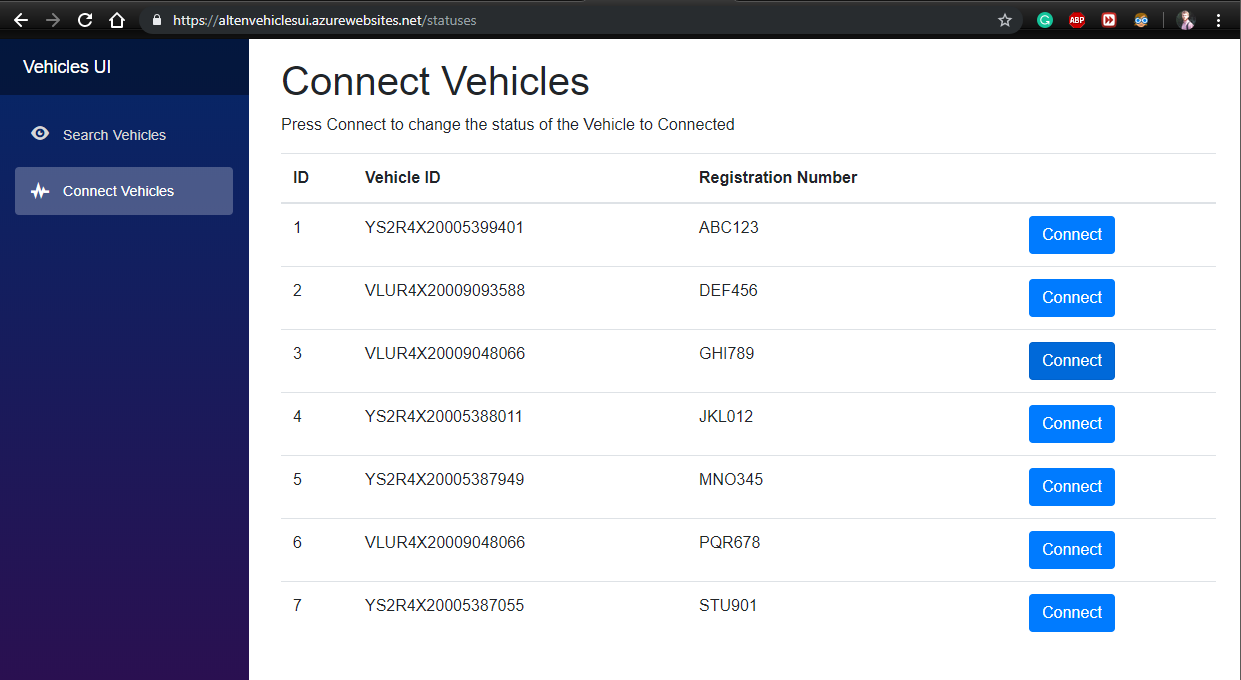 https://altenvehiclesui.azurewebsites.net/statuses
ABP
Vehicles UI
Search Vehicles
Connect Vehicles
Connect Vehicles
Press Connect to change the status of the Vehicle to Connected
ID Vehicle ID Registration Number
1 YS2R4X20005399401 ABC123 Connect
2 VLUR4X20009093588 DEF456 Connect
3 VLUR4X20009048066 GHI789 Connect
4 YS2R4X20005388011 JKL012 Connect
5 YS2R4X20005387949 MNO345 Connect
6 VLUR4X20009048066 PQR678 Connect
7 YS2R4X20005387055 STU901 Connect